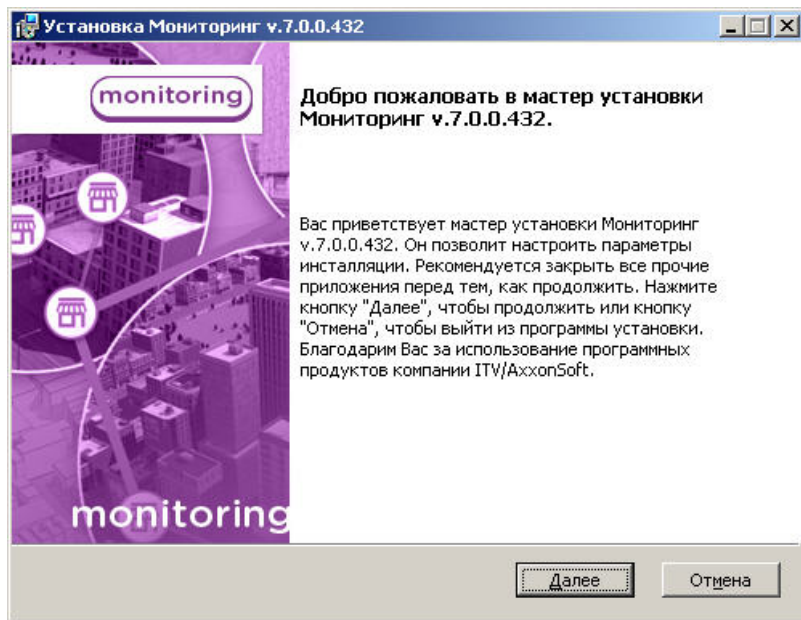 Установка Мониторинг v.7.0.0.432
monitoring
Добро пожаловать в мастер установки
Мониторинг v.7.0.0.432.
Вас приветствует мастер установки Мониторинг
v.7.0.0.432. Он позволит настроить параметры
инсталляции. Рекомендуется закрыть все прочие
приложения перед тем, как продолжить. Нажмите
кнопку "Далее", чтобы продолжить или кнопку
"Отмена", чтобы выйти из программы установки.
Благодарим Вас за использование программных
продуктов компании ITV/AxxonSoft.
monitoring
Далее
Отмена